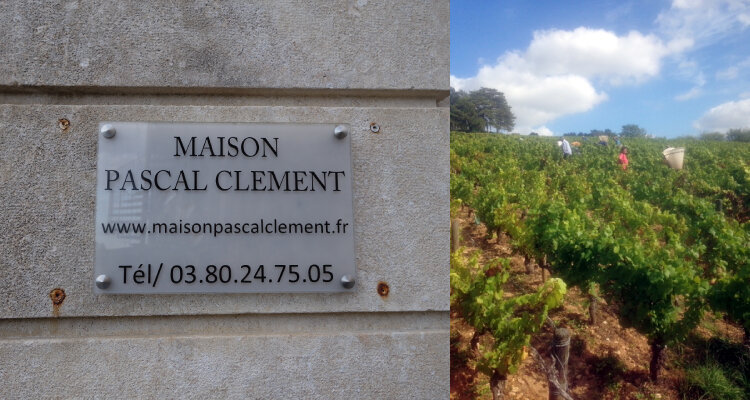 MAISON
PASCAL CLEMENT
www.maisonpascalclement.fr
Tél/ 03.80.24.75.05